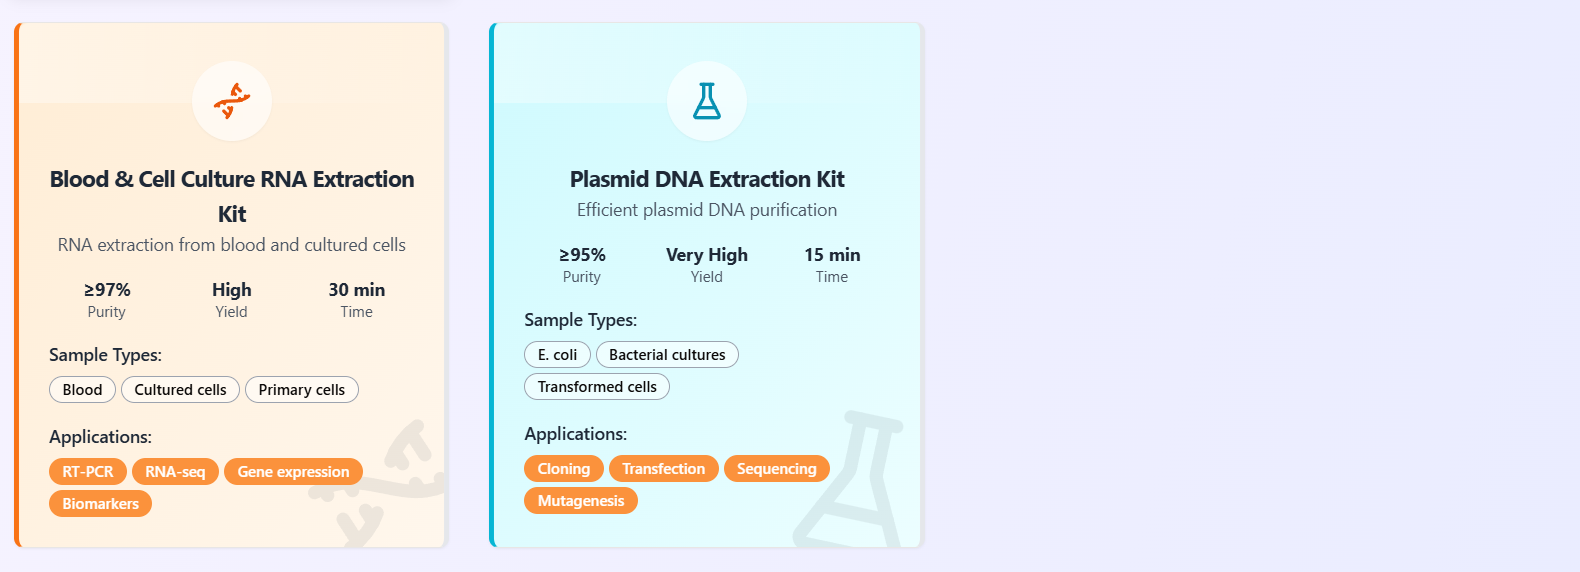 Blood & Cell Culture RNA Extraction
Kit
RNA extraction from blood and cultured cells
≥97% High 30 min
Purity Yield Time
Sample Types:
Blood Cultured cells Primary cells
Applications:
RT-PCR RNA-seq Gene expression
Biomarkers
Plasmid DNA Extraction Kit
Efficient plasmid DNA purification
≥95% Very High 15 min
Purity Yield Time
Sample Types:
E. coli Bacterial cultures
Transformed cells
Applications:
Cloning Transfection Sequencing
Mutagenesis